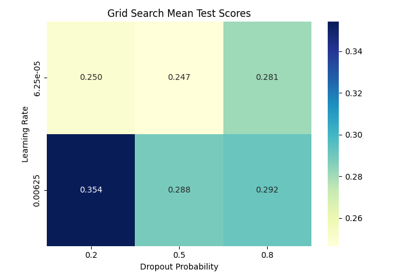 Grid Search Mean Test Scores
0.250 0.247 0.281
0.354 0.288 0.292
6.25e-05
0.00625
Learning Rate
0.2 0.5 0.8
Dropout Probability
0.34
0.32
0.30
0.28
0.26